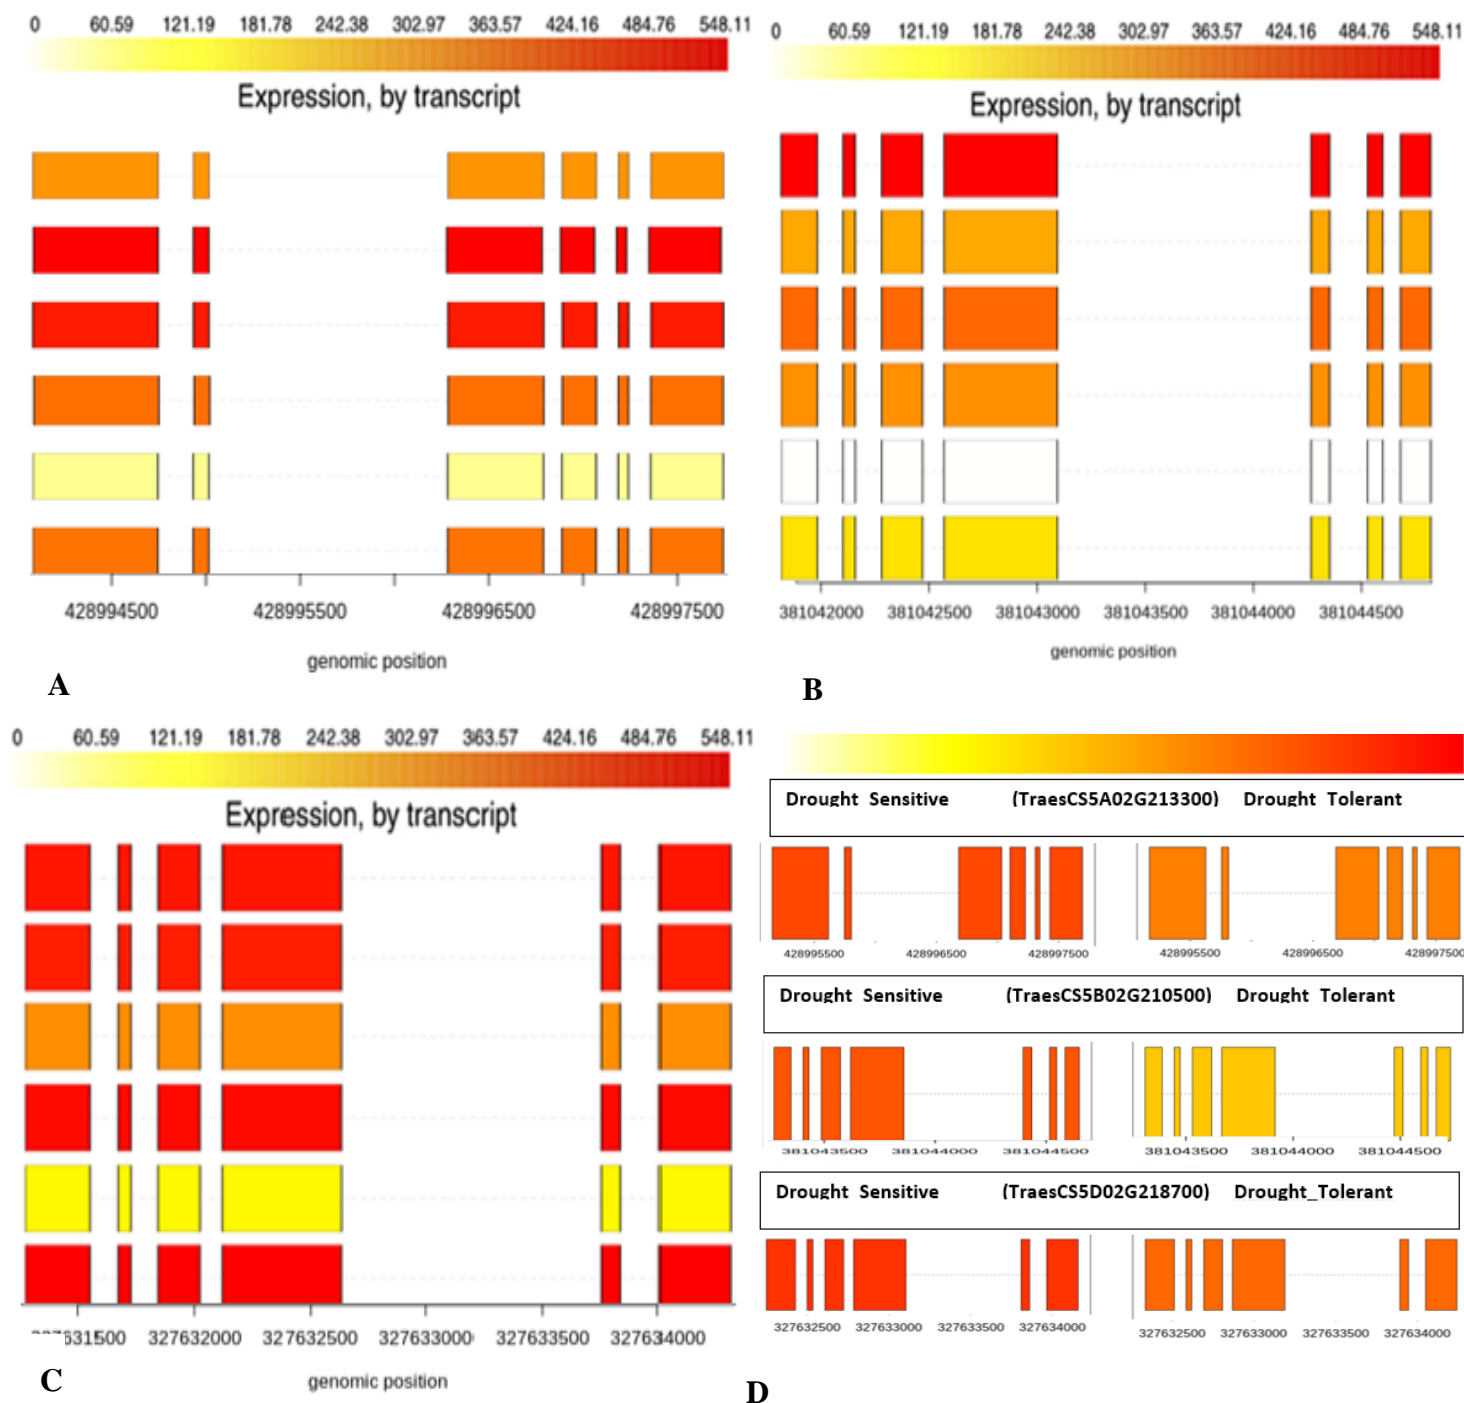 0 60.59 121.19 181.78 242.38 302.97 363.57 424.16 484.76 548.11
Expression, by transcript
428994500 428995500 428996500 428997500
genomic position
A
0 60.59 121.19 181.78 242.38 302.97 363.57 424.16 484.76 548.11
Expression, by transcript
381042000 381042500 381043000 381043500 381044000 381044500
genomic position
B
0 60.59 121.19 181.78 242.38 302.97 363.57 424.16 484.76 548.11
Expression, by transcript
31500 327632000 327632500 327633000 327633500 327634000
genomic position
C
Drought Sensitive (TraesCS5A02G213300) Drought Tolerant
428995500 428996500 428997500 428995500 428996500 428997500
Drought Sensitive (TraesCS5B02G210500) Drought Tolerant
381043500 381044000 381044500 381043500 381044000 381044500
Drought Sensitive (TraesCS5D02G218700) Drought_Tolerant
327632500 327633000 327633500 327634000 327632500 327633000 327633500 327634000
D